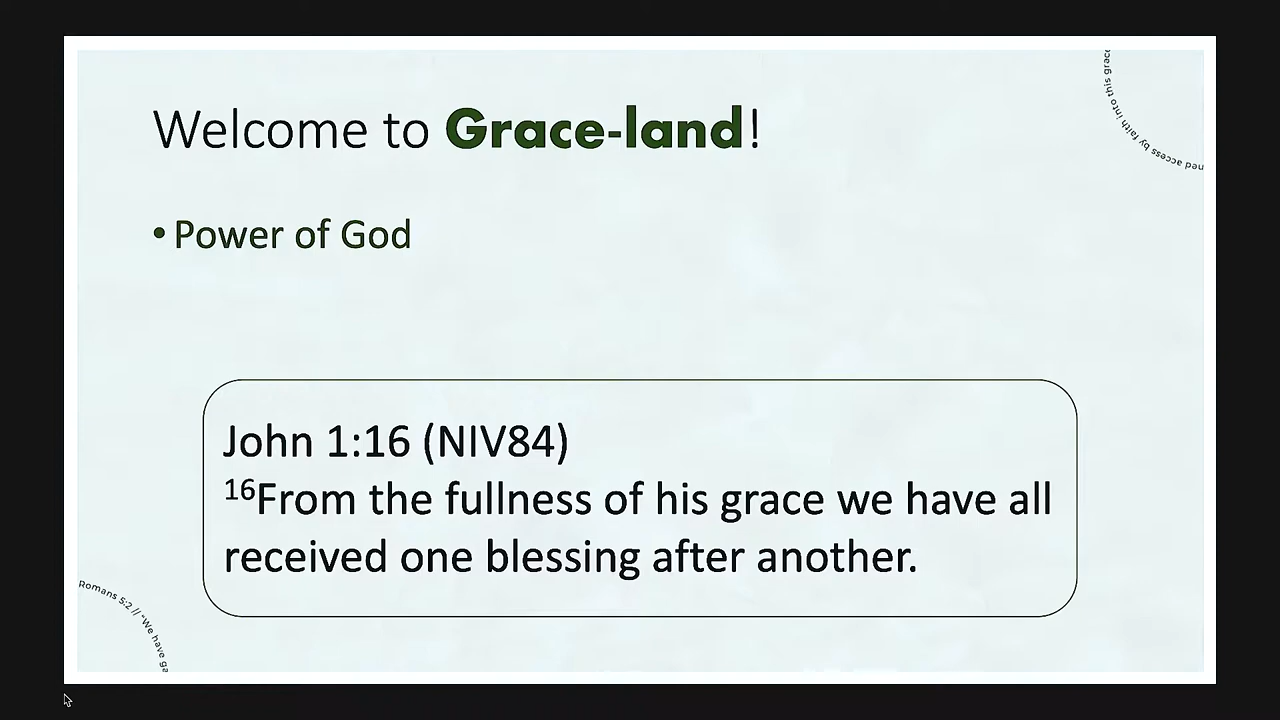 Welcome to Grace-land!
ned access by faith into this grace
• Power of God
John 1:16 (NIV84)
16From the fullness of his grace we have all
received one blessing after another.
Romans 5:2 // "We have ga